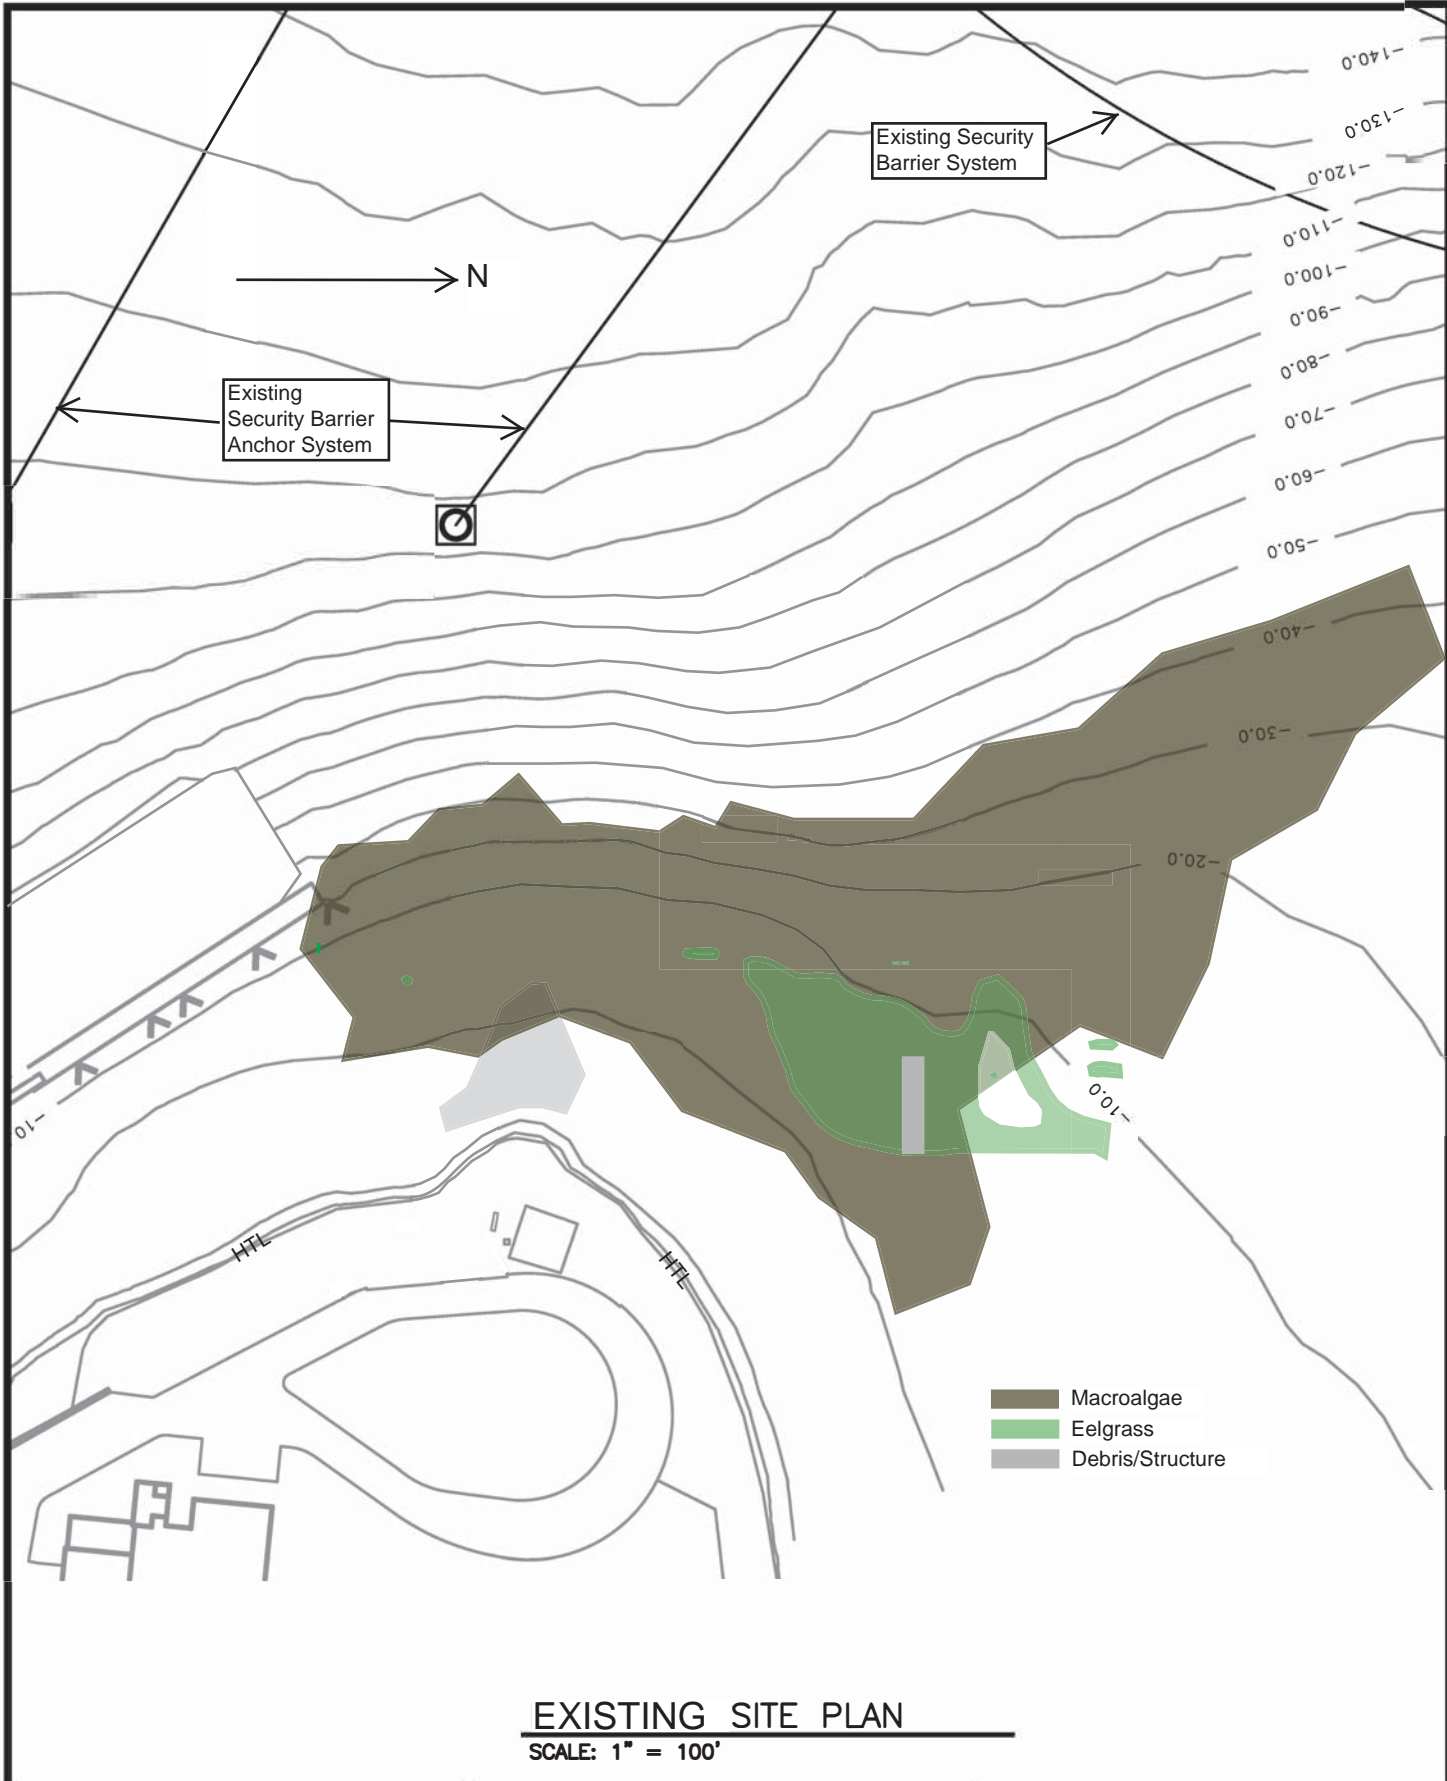 -140.0
-130.0
Existing Security
Barrier System
-120.0
-110.0
N
-100.0
-90.0
-80.0
Existing
Security Barrier
Anchor System
-70.0
-60.0
-50.0
-40.0
-30.0
-20.0
-10.0
-10.0
HTL
HTL
Macroalgae
Eelgrass
Debris/Structure
EXISTING SITE PLAN
SCALE: 1" = 100'